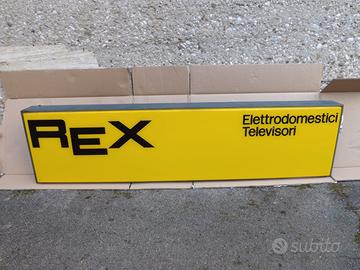 REX
Elettrodomestici
Televisori
subito